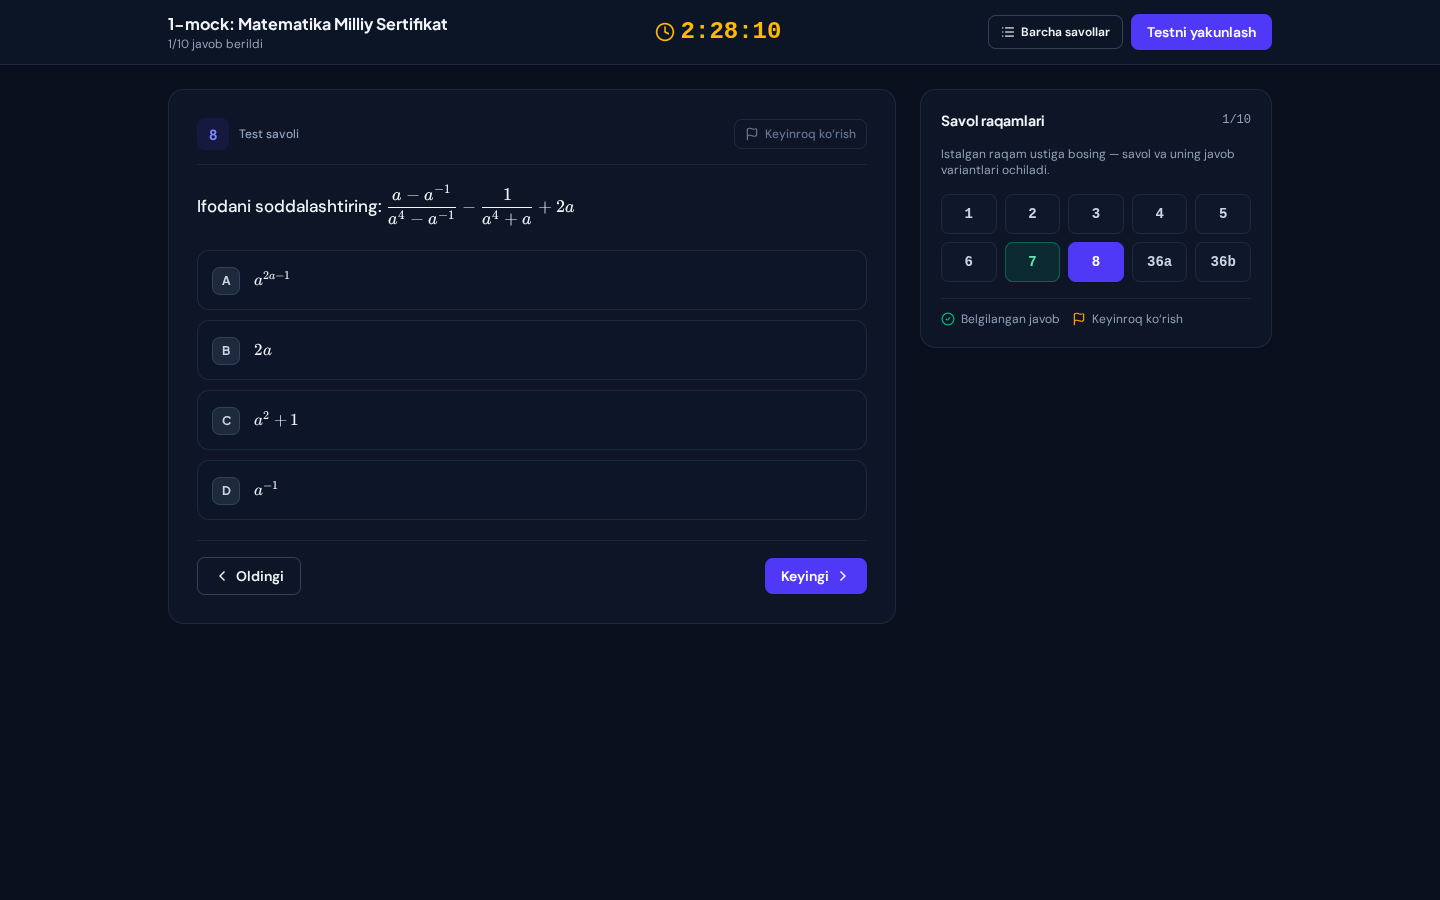 1-mock: Matematika Milliy Sertifikat
1/10 javob berildi
2:28:10
Barcha savollar
Testni yakunlash
8
Test savoli
Keyinroq ko‘rish
Ifodani soddalashtiring: \frac{a - a^{-1}}{a^4 - a^{-1}} - \frac{1}{a^4 + a} + 2a
A
a^{2a-1}
B
2a
C
a^2 + 1
D
a^{-1}
Oldingi
Keyingi
Savol raqamlari
1/10
Istalgan raqam ustiga bosing — savol va uning javob
variantlari ochiladi.
1 2 3 4 5
6 7 8 36a 36b
Belgilangan javob
Keyinroq ko‘rish